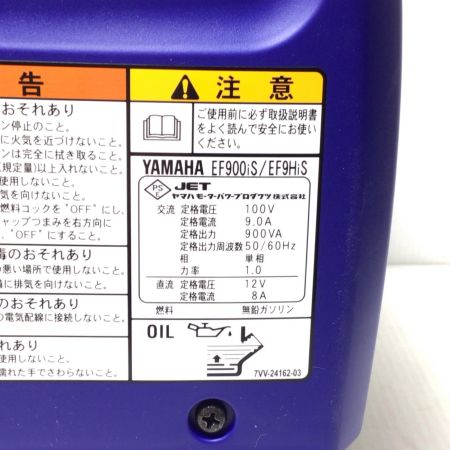 告
のおそれあり
ン停止のこと。
に火気を近づけないこと。
ンは完全に拭き取ること。
(規定量)以上入れないこと。
気を向けないこと。
燃料コックを"OFF"にし、
ャップつまみを右方向に
"OFF"にすること。
毒のおそれあり
の悪い場所で使用しないこと。
に排気を向けないこと。
のおそれあり
の電気配線に接続しないこと。
れあり
使用しないこと。
濡れた手でさわらないこと。
注意
ご使用前に必ず取扱説明書
をよく読んで安全にお使い
ください。
YAMAHA EF900iS/EF9HiS
PS
E
JET
ヤマハモーターパワープロダクツ株式会社
交流 定格電圧 100V
定格電流 9.0A
定格出力 900VA
定格出力周波数 50/60Hz
相 単相
力率 1.0
直流 定格電圧 12V
定格電流 8A
燃料 無鉛ガソリン
OIL
7VV-24162-03